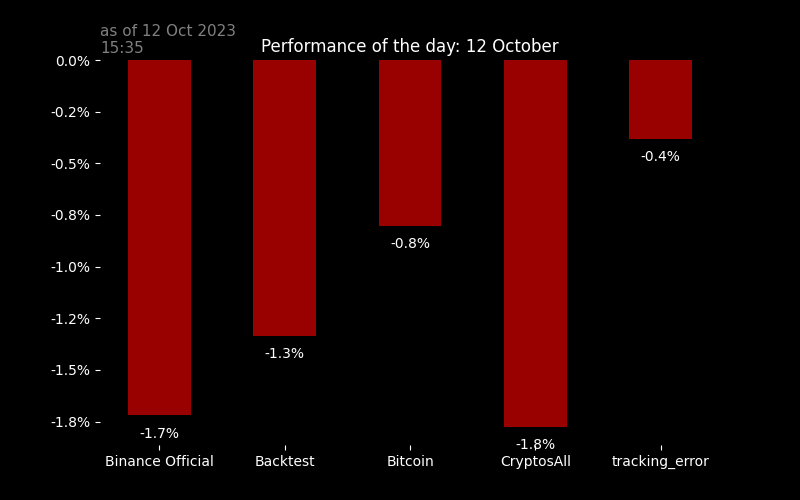 as of 12 Oct 2023
15:35
Performance of the day: 12 October
0.0%
-0.2%
-0.5%
-0.8%
-1.0%
-1.2%
-1.5%
-1.8%
-1.7%
-1.3%
-0.8%
-1.8%
-0.4%
Binance Official
Backtest
Bitcoin
CryptosAll
tracking_error